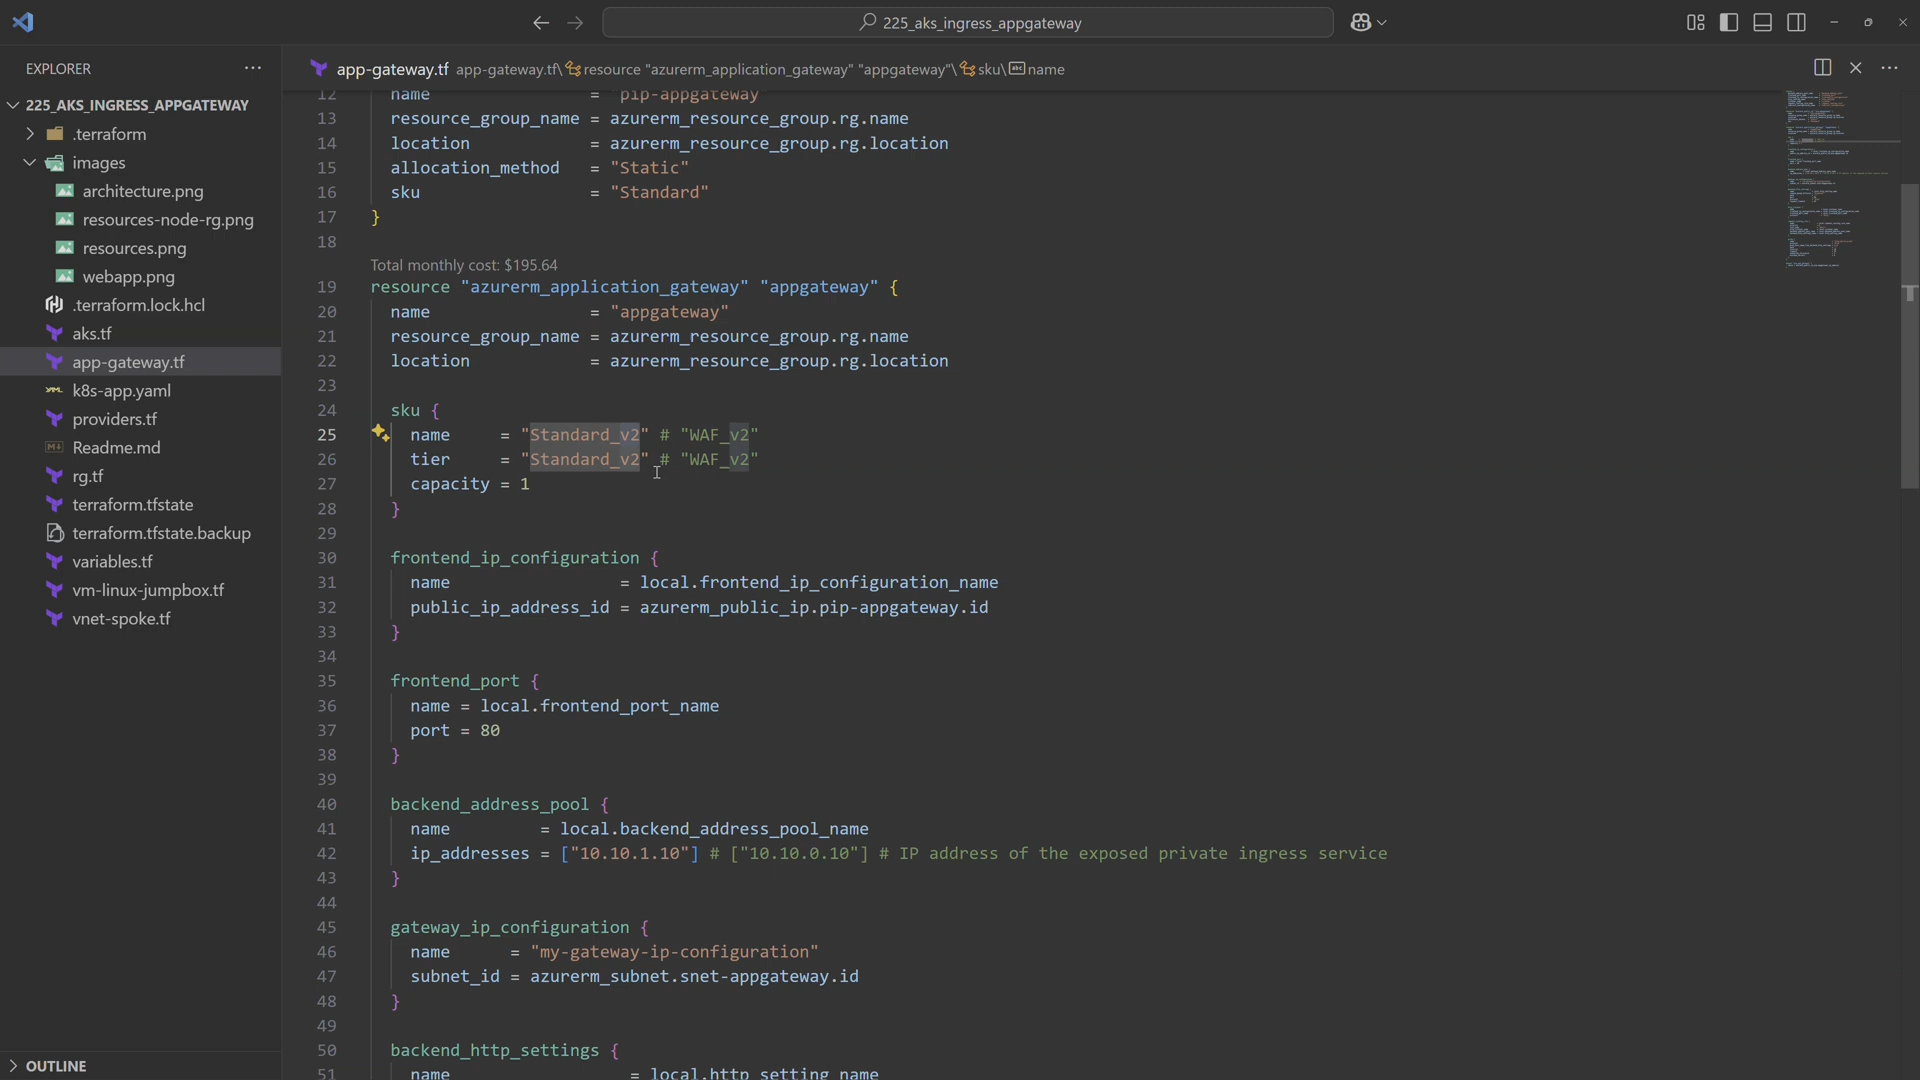 225_aks_ingress_appgateway
EXPLORER
225_AKS_INGRESS_APPGATEWAY
.terraform
images
architecture.png
resources-node-rg.png
resources.png
webapp.png
.terraform.lock.hcl
aks.tf
app-gateway.tf
k8s-app.yaml
providers.tf
Readme.md
rg.tf
terraform.tfstate
terraform.tfstate.backup
variables.tf
vm-linux-jumpbox.tf
vnet-spoke.tf
OUTLINE
app-gateway.tf app-gateway.tf\ resource "azurerm_application_gateway" "appgateway"\ sku\ abc name
12 name = "pip-appgateway"
13 resource_group_name = azurerm_resource_group.rg.name
14 location = azurerm_resource_group.rg.location
15 allocation_method = "Static"
16 sku = "Standard"
17 }
18
Total monthly cost: $195.64
19 resource "azurerm_application_gateway" "appgateway" {
20 name = "appgateway"
21 resource_group_name = azurerm_resource_group.rg.name
22 location = azurerm_resource_group.rg.location
23
24 sku {
25 name = "Standard_v2" # "WAF_v2"
26 tier = "Standard_v2" # "WAF_v2"
27 capacity = 1
28 }
29
30 frontend_ip_configuration {
31 name = local.frontend_ip_configuration_name
32 public_ip_address_id = azurerm_public_ip.pip-appgateway.id
33 }
34
35 frontend_port {
36 name = local.frontend_port_name
37 port = 80
38 }
39
40 backend_address_pool {
41 name = local.backend_address_pool_name
42 ip_addresses = ["10.10.1.10"] # ["10.10.0.10"] # IP address of the exposed private ingress service
43 }
44
45 gateway_ip_configuration {
46 name = "my-gateway-ip-configuration"
47 subnet_id = azurerm_subnet.snet-appgateway.id
48 }
49
50 backend_http_settings {
51 name = local.http_setting_name